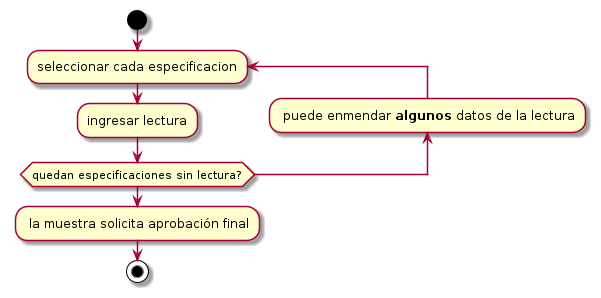 seleccionar cada especificacion
ingresar lectura
puede enmendar algunos datos de la lectura
quedan especificaciones sin lectura?
la muestra solicita aprobación final